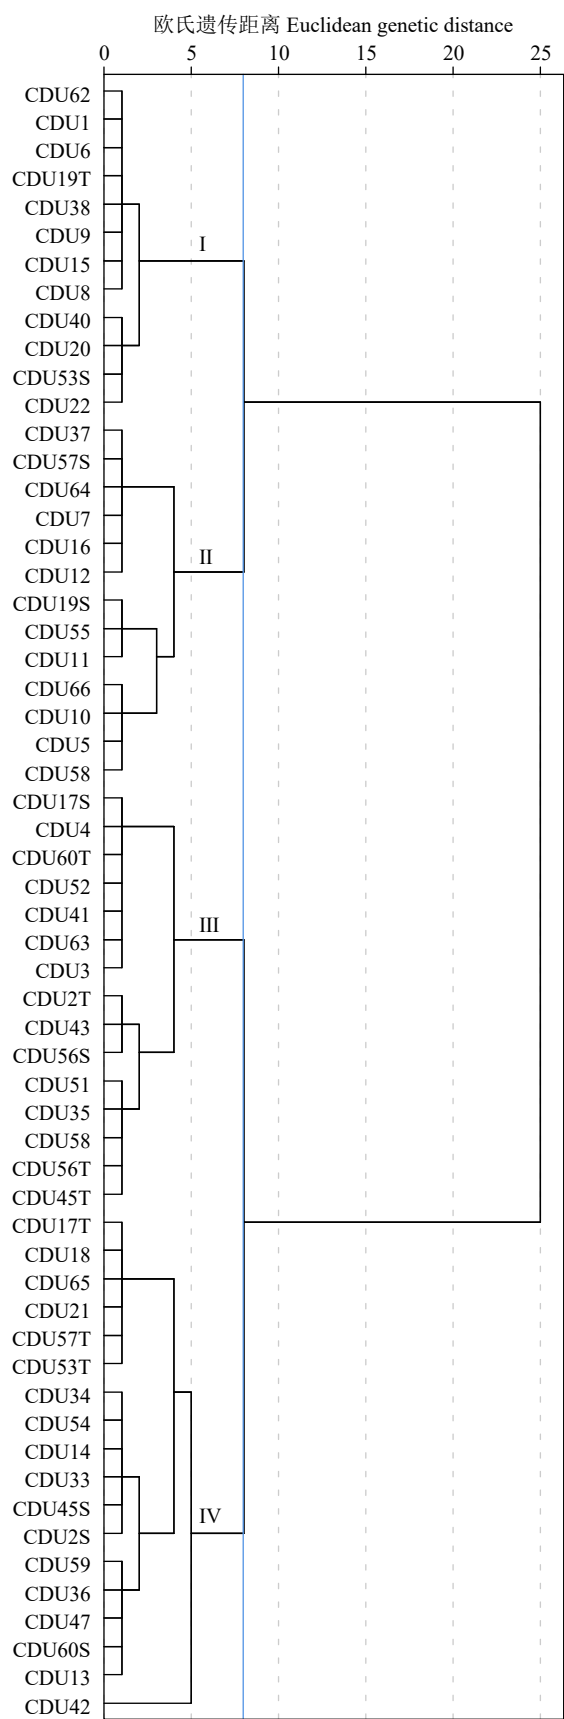 欧氏遗传距离 Euclidean genetic distance
0 5 10 15 20 25
CDU62
CDU1
CDU6
CDU19T
CDU38
CDU9
I
CDU15
CDU8
CDU40
CDU20
CDU53S
CDU22
CDU37
CDU57S
CDU64
CDU7
CDU16
II
CDU12
CDU19S
CDU55
CDU11
CDU66
CDU10
CDU5
CDU58
CDU17S
CDU4
CDU60T
CDU52
CDU41
III
CDU63
CDU3
CDU2T
CDU43
CDU56S
CDU51
CDU35
CDU58
CDU56T
CDU45T
CDU17T
CDU18
CDU65
CDU21
CDU57T
CDU53T
CDU34
CDU54
CDU14
CDU33
CDU45S
IV
CDU2S
CDU59
CDU36
CDU47
CDU60S
CDU13
CDU42